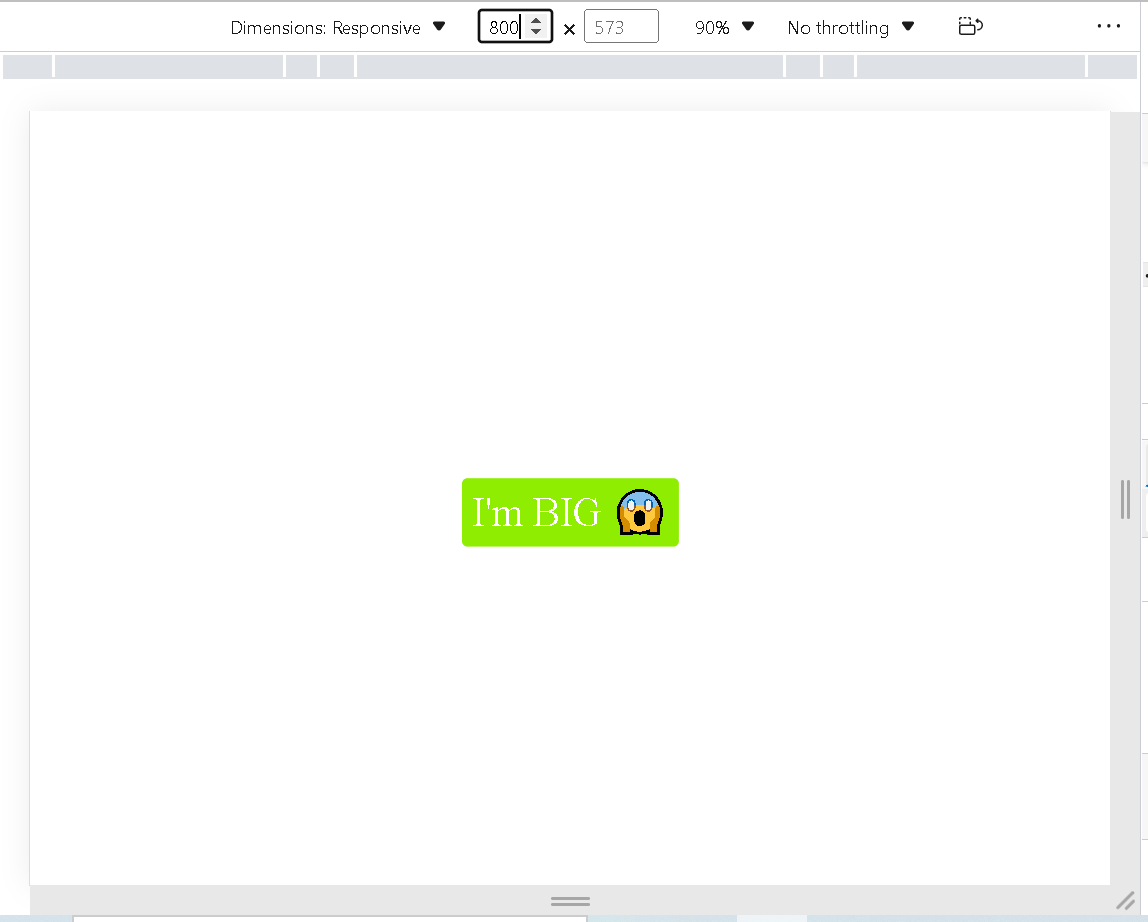 Dimensions: Responsive 800 × 573 90% No throttling
I'm BIG 😱